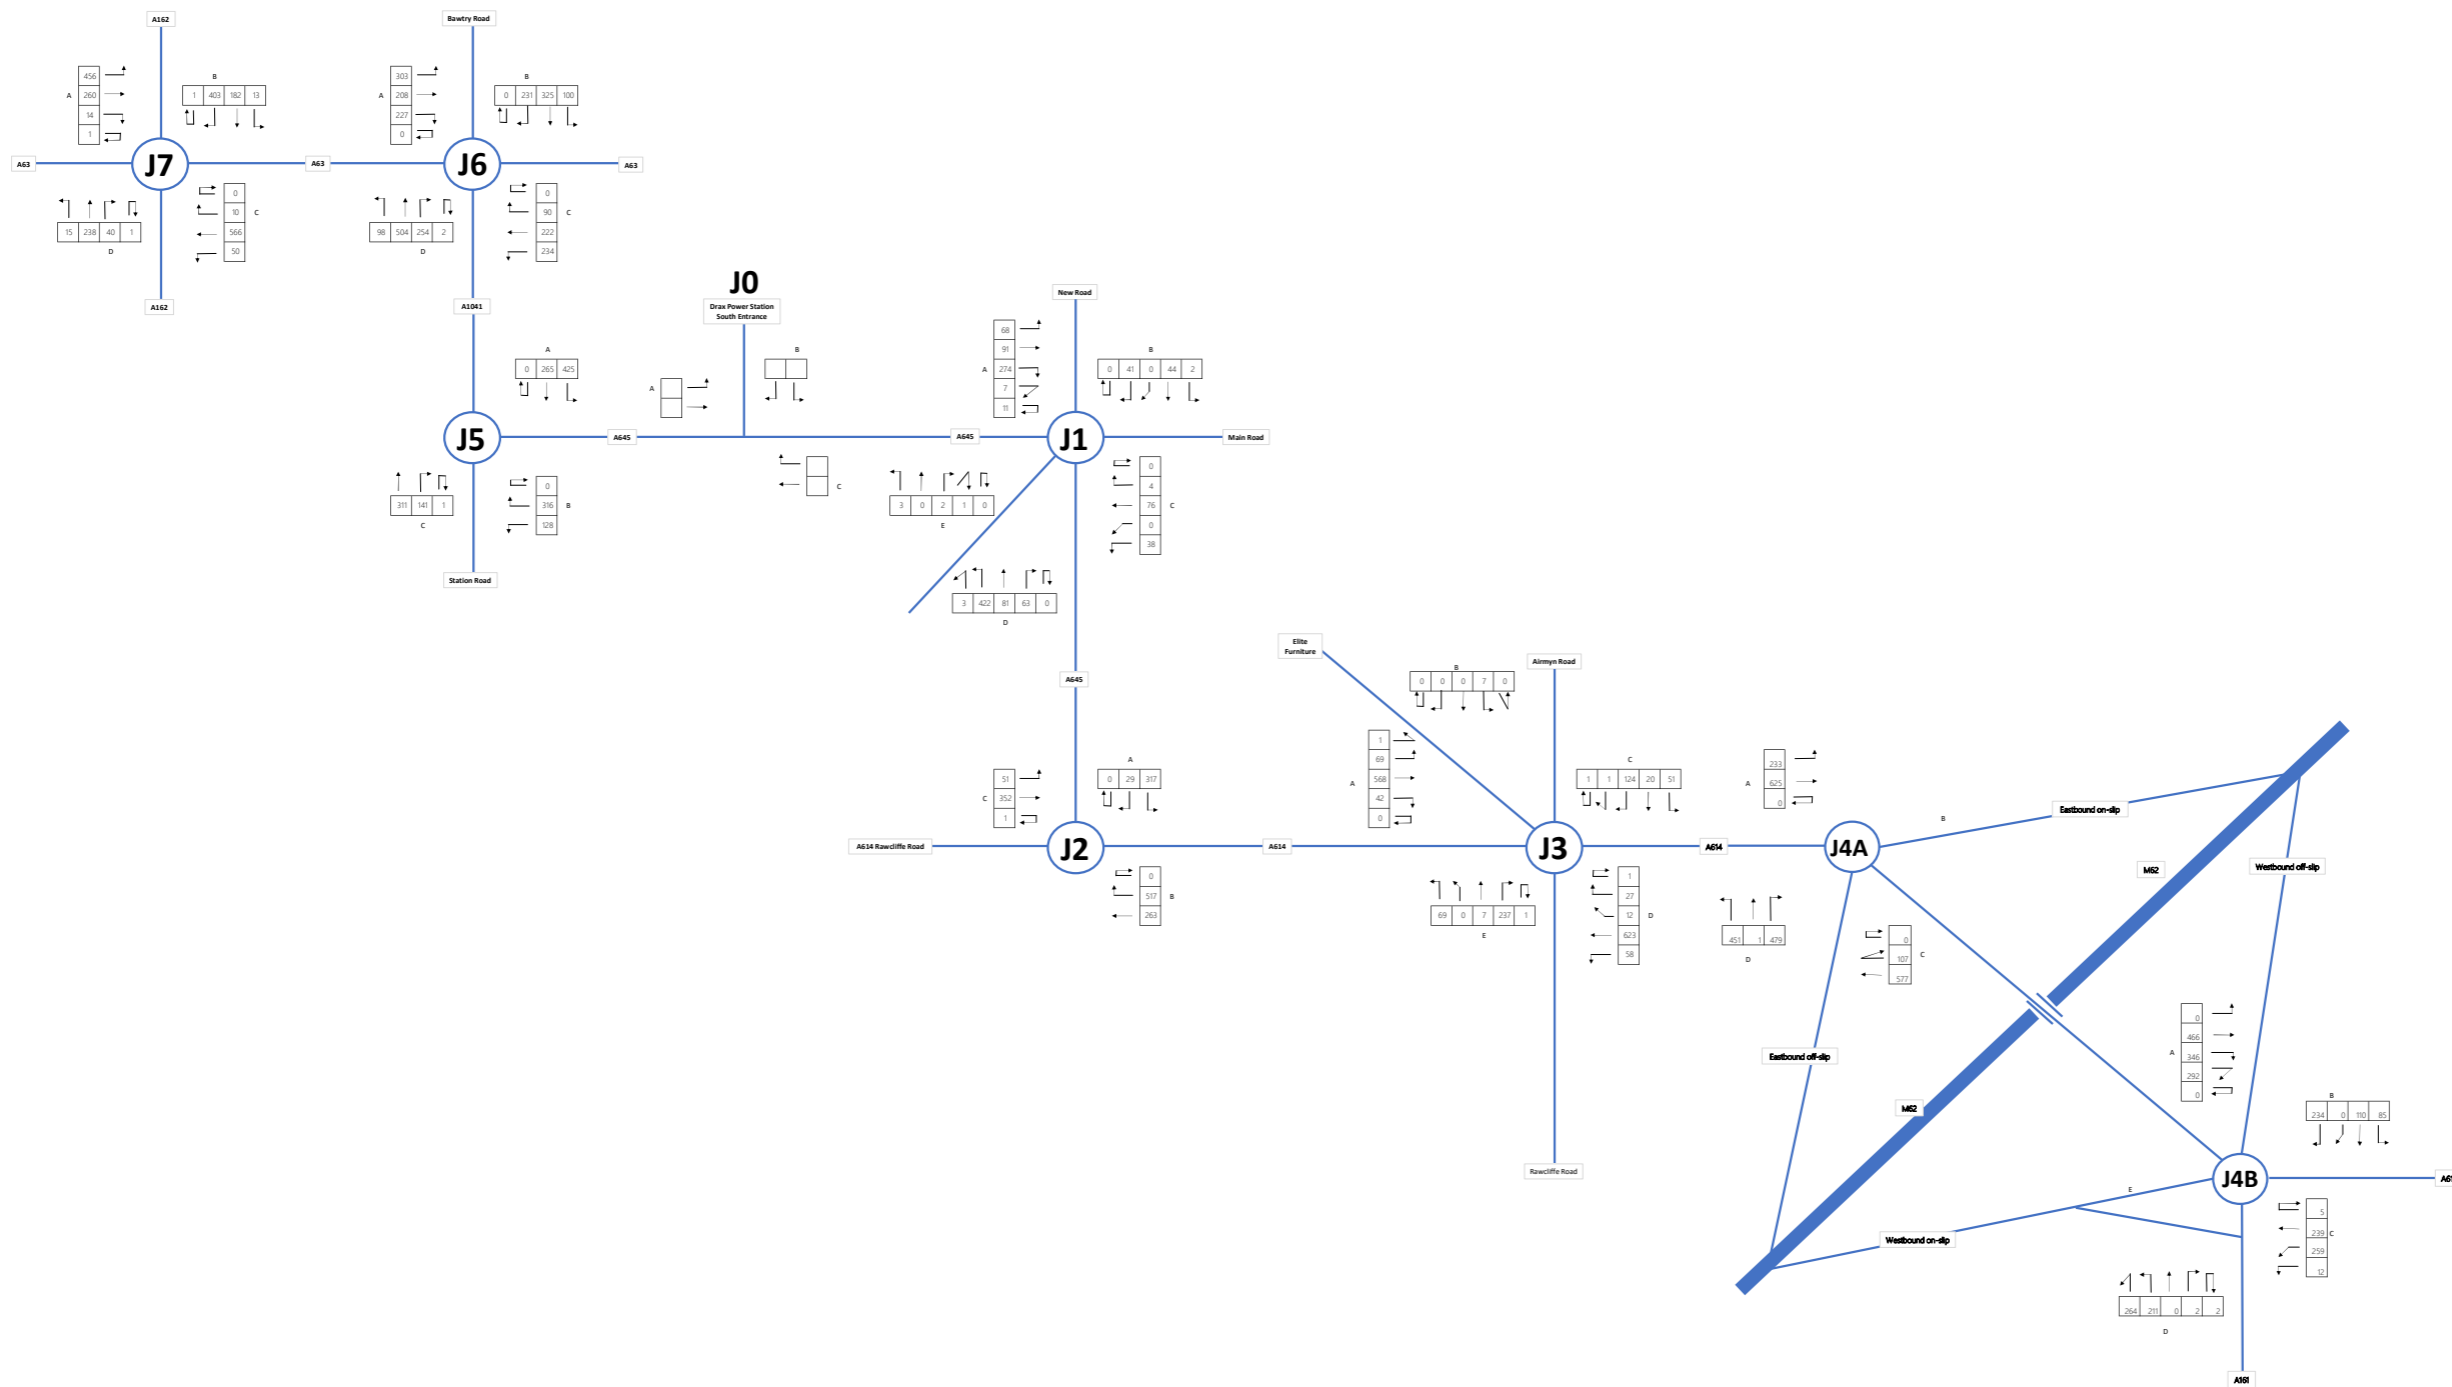 A162
Bawtry Road
456
A 260
14
1
B
1 403 182 13
303
A 208
227
0
B
0 231 325 100
A63
J7
A63
J6
A63
0
10 C
566
50
15 238 40 1
D
0
90 C
222
234
98 504 254 2
D
A162
A1041
J0
Drax Power Station
South Entrance
New Road
A
0 265 425
A
B
68
91
A 274
7
11
B
0 41 0 44 2
J5
A645
A645
J1
Main Road
C
311 141 1
C
0
316 B
128
3 0 2 1 0
E
0
4
76 C
0
38
Station Road
3 422 81 63 0
D
Elite
Furniture
Airmyn Road
A645
B
0 0 0 7 0
1
69
A 568
42
0
C
1 1 124 20 51
233
A 625
0
51
C 352
1
A
0 29 317
A614 Rawcliffe Road
J2
A614
J3
A614
J4A
B
Eastbound on-slip
Westbound off-slip
M62
0
517 B
263
69 0 7 237 1
E
1
27
12 D
623
58
451 1 479
D
0
107 C
577
Eastbound off-slip
M62
0
466
A 346
292
0
B
234 0 110 85
Rawcliffe Road
J4B
E
Westbound on-slip
5
239 C
259
12
264 211 0 2 2
D
A161